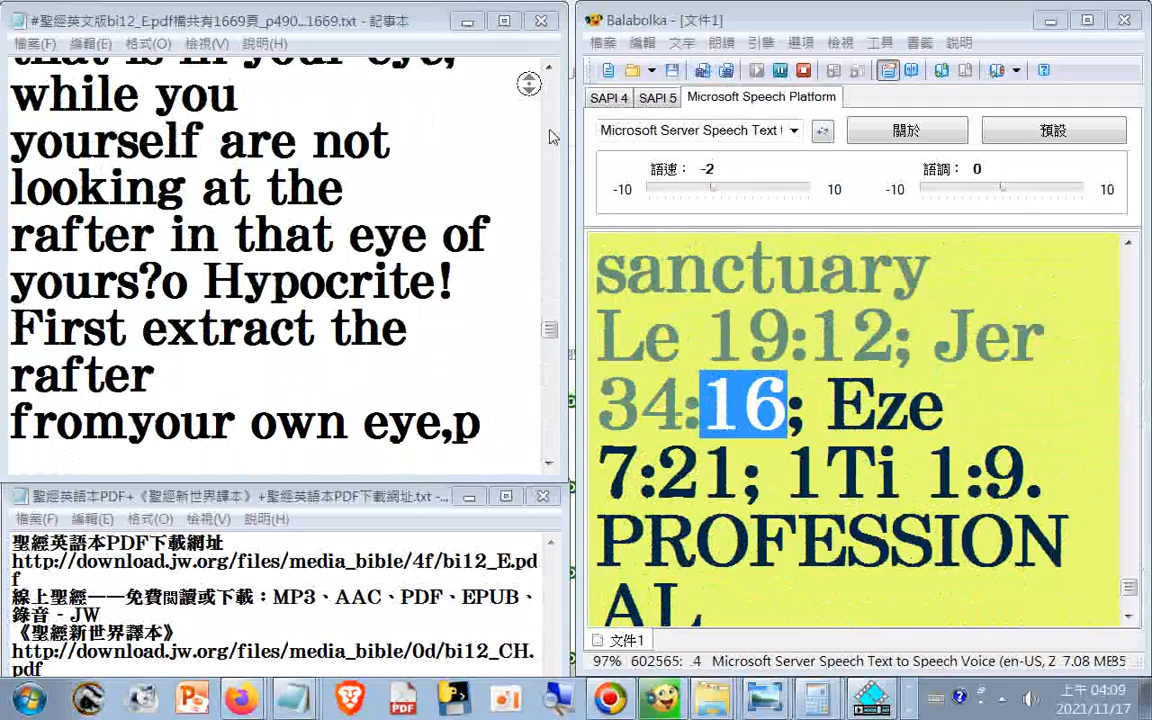 #聖經英文版bi12_E.pdf檔共有1669頁_p490...1669.txt - 記事本
檔案(F) 編輯(E) 格式(O) 檢視(V) 說明(H)
that is in your eye,
while you
yourself are not
looking at the
rafter in that eye of
yours?o Hypocrite!
First extract the
rafter
fromyour own eye,p
聖經英語本PDF+《聖經新世界譯本》+聖經英語本PDF下載網址.txt - ...
檔案(F) 編輯(E) 格式(O) 檢視(V) 說明(H)
聖經英語本PDF下載網址
http://download.jw.org/files/media_bible/4f/bi12_E.pd
f
線上聖經——免費閱讀或下載：MP3、AAC、PDF、EPUB、
錄音 - JW
《聖經新世界譯本》
http://download.jw.org/files/media_bible/0d/bi12_CH.
pdf
Balabolka - [文件1]
檔案 編輯 文字 朗讀 引擎 選項 檢視 工具 書籤 說明
SAPI 4 SAPI 5 Microsoft Speech Platform
Microsoft Server Speech Text 關於 預設
語速： -2 語調： 0
-10 10 -10 10
sanctuary
Le 19:12; Jer
34:16; Eze
7:21; 1Ti 1:9.
PROFESSION
AL
文件1
97% 602565: .4 Microsoft Server Speech Text to Speech Voice (en-US, Z 7.08 MB
上午 04:09
2021/11/17